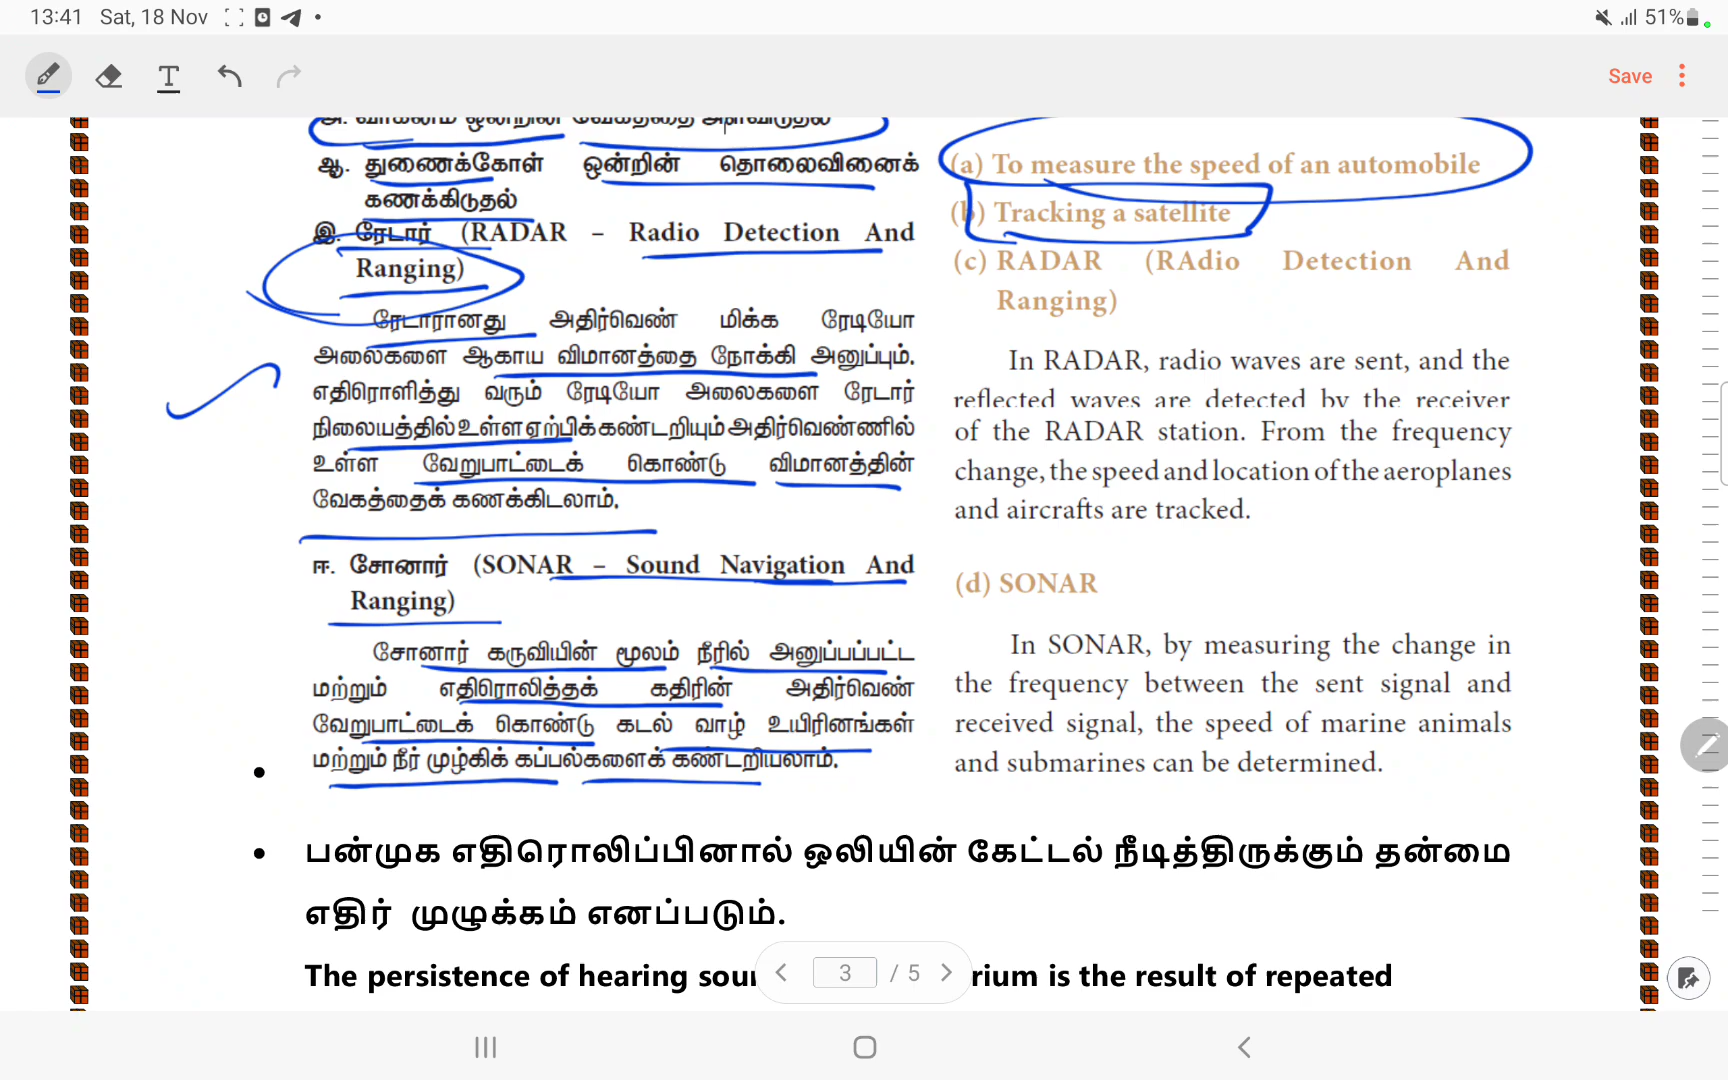 13:41 Sat, 18 Nov
51%
Save
அ. வாகனம் ஒன்றின் வேகத்தை அளவிடுதல்
ஆ. துணைக்கோள் ஒன்றின் தொலைவினைக்
கணக்கிடுதல்
இ. ரேடார் (RADAR – Radio Detection And
Ranging)
ரேடாரானது அதிர்வெண் மிக்க ரேடியோ
அலைகளை ஆகாய விமானத்தை நோக்கி அனுப்பும்.
எதிரொளித்து வரும் ரேடியோ அலைகளை ரேடார்
நிலையத்தில் உள்ள ஏற்பிக் கண்டறியும் அதிர்வெண்ணில்
உள்ள வேறுபாட்டைக் கொண்டு விமானத்தின்
வேகத்தைக் கணக்கிடலாம்.
ஈ. சோனார் (SONAR – Sound Navigation And
Ranging)
சோனார் கருவியின் மூலம் நீரில் அனுப்பப்பட்ட
மற்றும் எதிரொலித்தக் கதிரின் அதிர்வெண்
வேறுபாட்டைக் கொண்டு கடல் வாழ் உயிரினங்கள்
மற்றும் நீர் முழ்கிக் கப்பல்களைக் கண்டறியலாம்.
(a) To measure the speed of an automobile
(b) Tracking a satellite
(c) RADAR (RAdio Detection And
Ranging)
In RADAR, radio waves are sent, and the
reflected waves are detected by the receiver
of the RADAR station. From the frequency
change, the speed and location of the aeroplanes
and aircrafts are tracked.
(d) SONAR
In SONAR, by measuring the change in
the frequency between the sent signal and
received signal, the speed of marine animals
and submarines can be determined.
• பன்முக எதிரொலிப்பினால் ஒலியின் கேட்டல் நீடித்திருக்கும் தன்மை
எதிர் முழுக்கம் எனப்படும்.
The persistence of hearing sou rium is the result of repeated
3 / 5